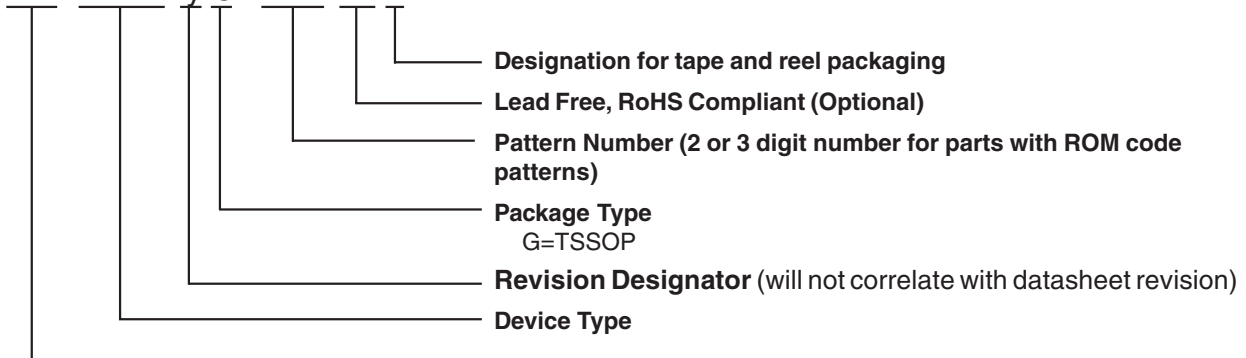 Designation for tape and reel packaging
Lead Free, RoHS Compliant (Optional)
Pattern Number (2 or 3 digit number for parts with ROM code
patterns)
Package Type
G=TSSOP
Revision Designator (will not correlate with datasheet revision)
Device Type